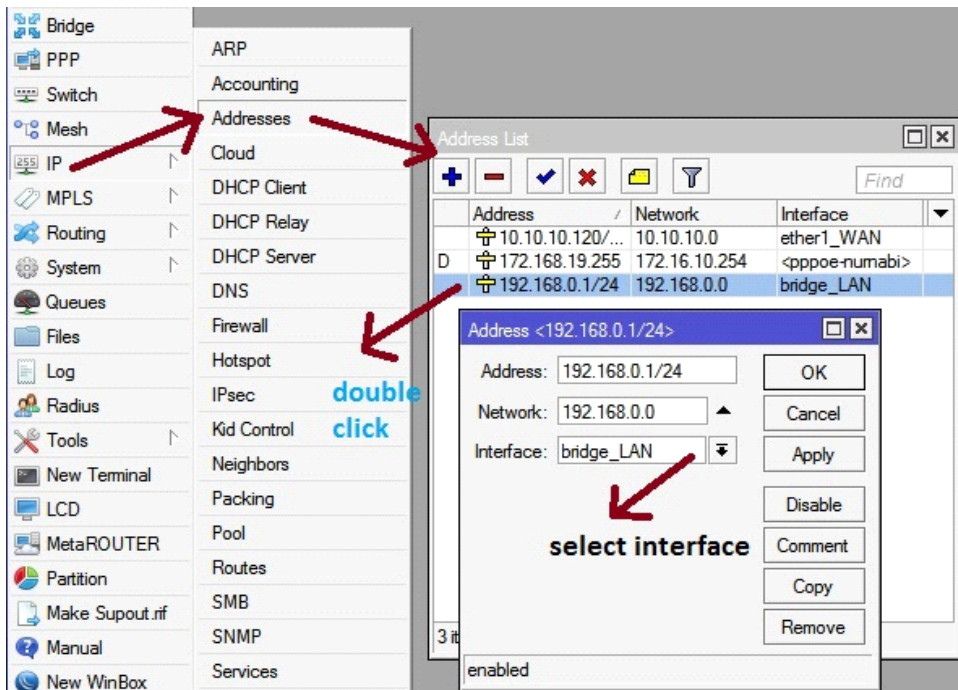 Bridge
PPP
Switch
Mesh
255 IP
MPLS
Routing
System
Queues
Files
Log
Radius
Tools
New Terminal
LCD
MetaROUTER
Partition
Make Supout.rif
Manual
New WinBox
ARP
Accounting
Addresses
Cloud
DHCP Client
DHCP Relay
DHCP Server
DNS
Firewall
Hotspot
IPsec
Kid Control
Neighbors
Packing
Pool
Routes
SMB
SNMP
Services
double
click
Address List
Find
Address / Network Interface
10.10.10.120/... 10.10.10.0 ether1_WAN
D 172.168.19.255 172.16.10.254 <pppoe-numabi>
192.168.0.1/24 192.168.0.0 bridge_LAN
Address <192.168.0.1/24>
Address: 192.168.0.1/24 OK
Network: 192.168.0.0 Cancel
Interface: bridge_LAN Apply
select interface
Disable
Comment
Copy
Remove
3 it
enabled